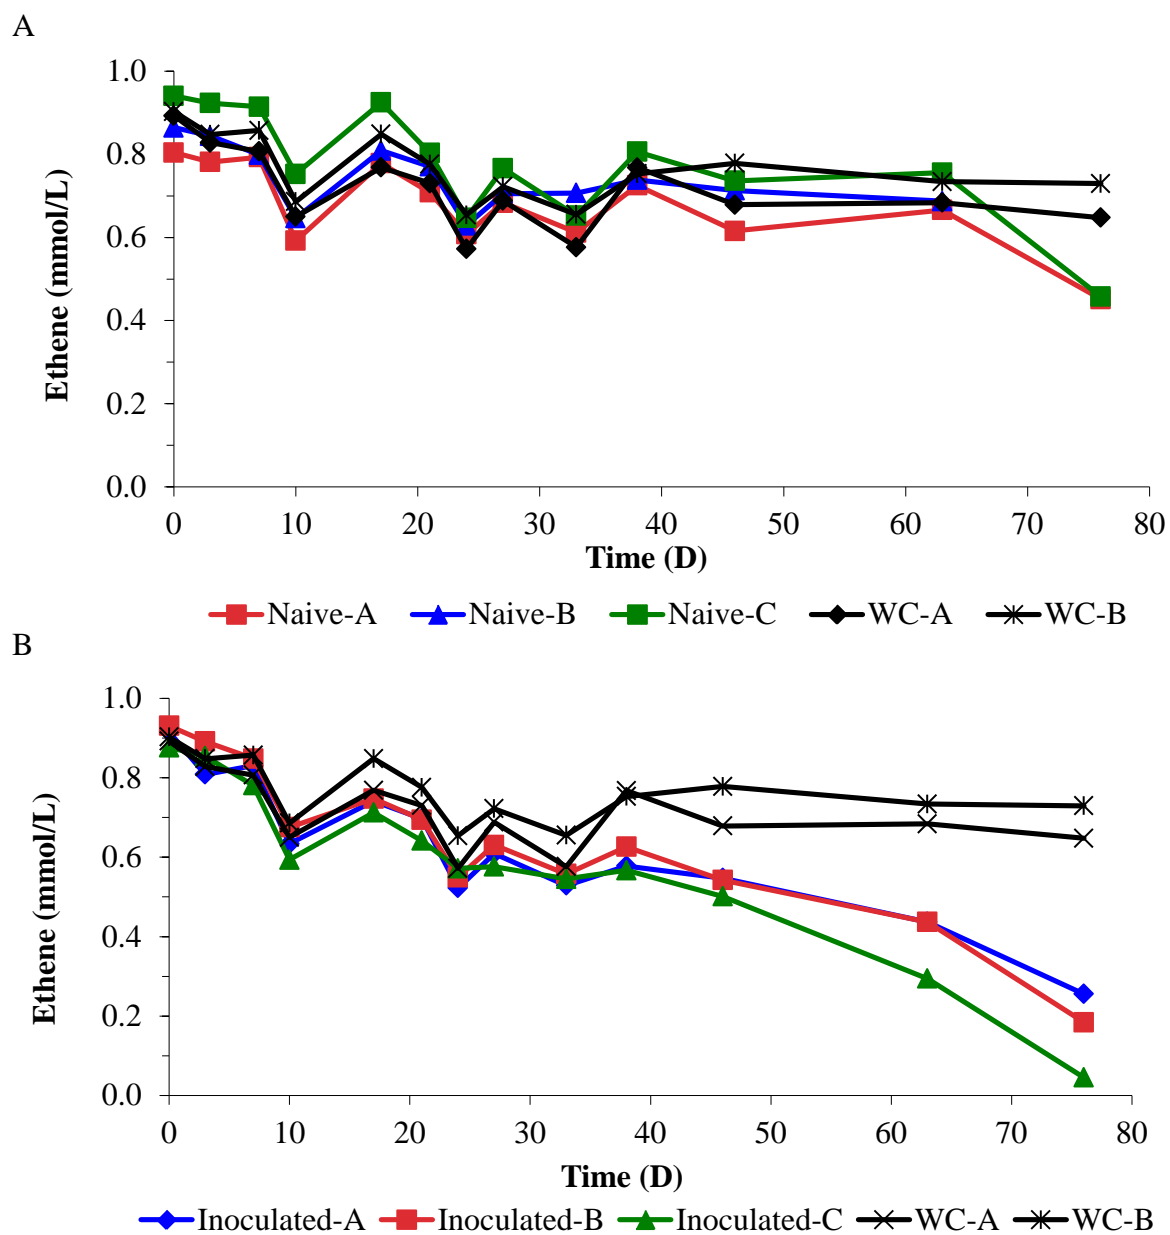 A
1.0
0.8
0.6
0.4
0.2
0.0
Ethene (mmol/L)
0 10 20 30 40 50 60 70 80
Time (D)
Naive-A Naive-B Naive-C WC-A WC-B
B
1.0
0.8
0.6
0.4
0.2
0.0
Ethene (mmol/L)
0 10 20 30 40 50 60 70 80
Time (D)
Inoculated-A Inoculated-B Inoculated-C WC-A WC-B